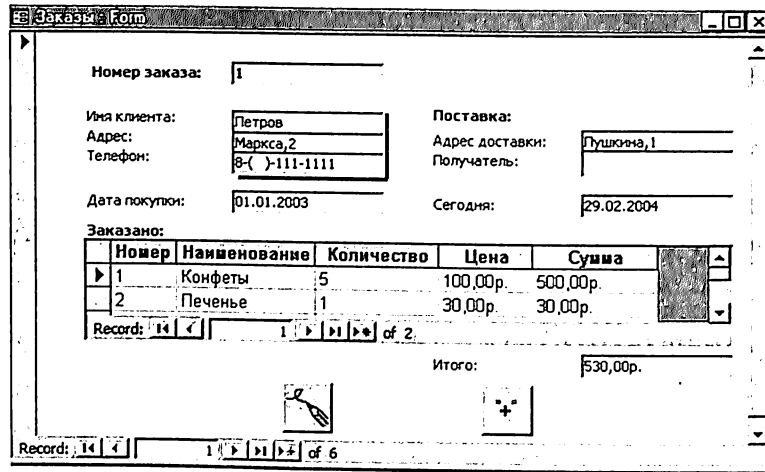 Заказы : Form
Номер заказа: 1
Имя клиента: Петров
Адрес: Маркса,2
Телефон: 8-( )-111-1111
Поставка:
Адрес доставки: Пушкина,1
Получатель:
Дата покупки: 01.01.2003
Сегодня: 29.02.2004
Заказано:
Номер Наименование Количество Цена Сумма
1 Конфеты 5 100,00р. 500,00р.
2 Печенье 1 30,00р. 30,00р.
Record: 1 of 2
Итого: 530,00р.
"+"
Record: 1 of 6